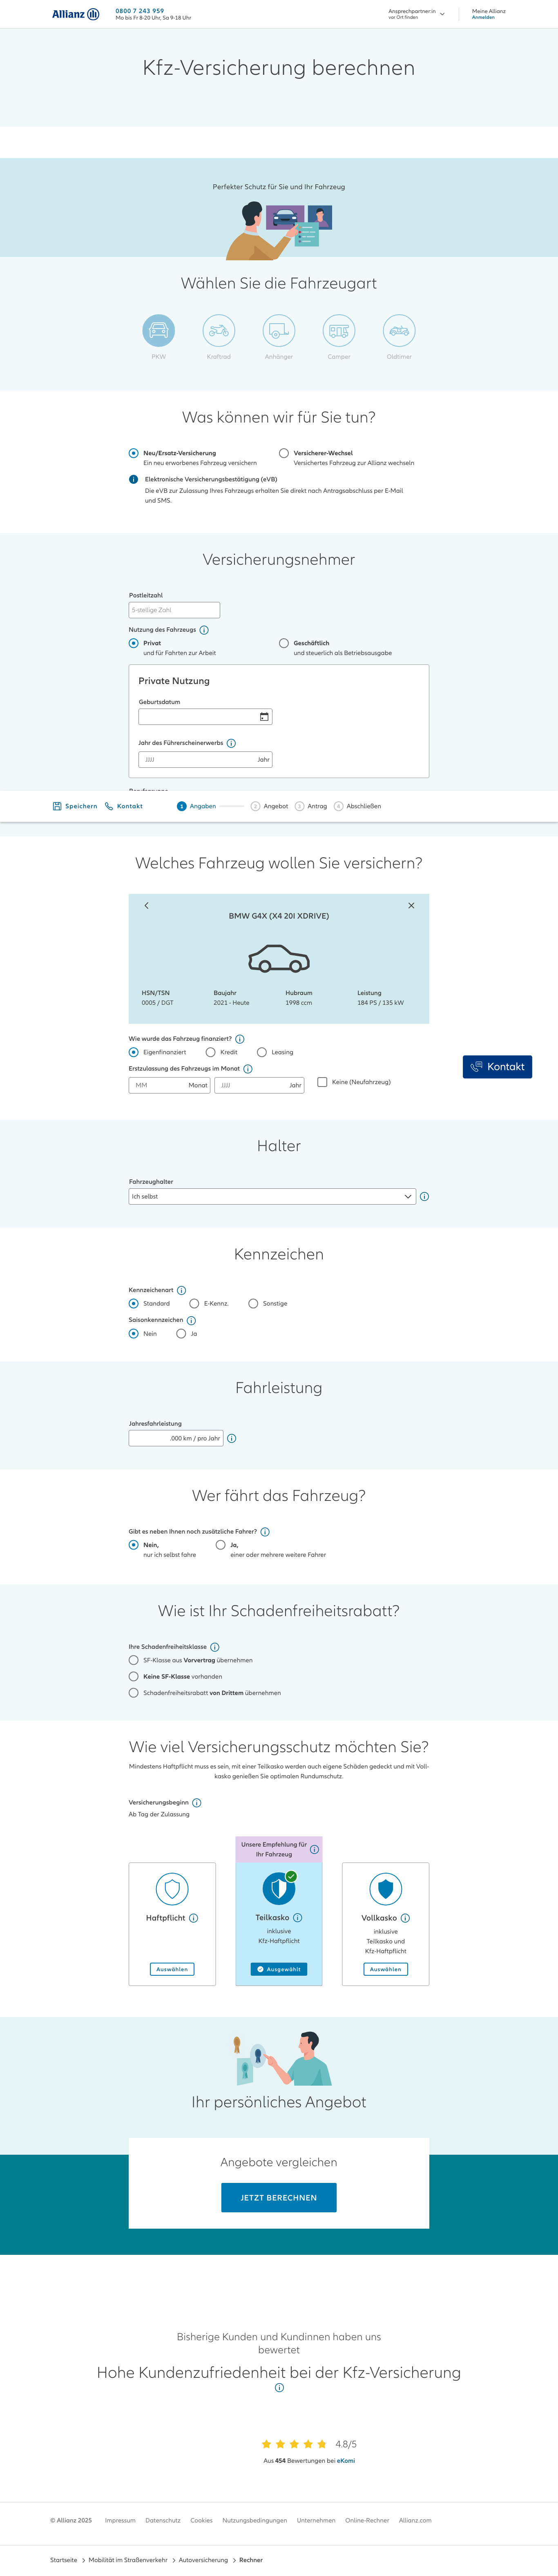 Allianz
0800 7 243 959
Mo bis Fr 8-20 Uhr, Sa 9-18 Uhr
Ansprechpartner:in
vor Ort finden
Meine Allianz
Anmelden
Kfz-Versicherung berechnen
Perfekter Schutz für Sie und Ihr Fahrzeug
Wählen Sie die Fahrzeugart
PKW Kraftrad Anhänger Camper Oldtimer
Was können wir für Sie tun?
Neu/Ersatz-Versicherung
Ein neu erworbenes Fahrzeug versichern
Versicherer-Wechsel
Versichertes Fahrzeug zur Allianz wechseln
Elektronische Versicherungsbestätigung (eVB)
Die eVB zur Zulassung Ihres Fahrzeugs erhalten Sie direkt nach Antragsabschluss per E-Mail
und SMS.
Versicherungsnehmer
Postleitzahl
5-stellige Zahl
Nutzung des Fahrzeugs
Privat
und für Fahrten zur Arbeit
Geschäftlich
und steuerlich als Betriebsausgabe
Private Nutzung
Geburtsdatum
Jahr des Führerscheinerwerbs
JJJJ Jahr
Speichern Kontakt 1 Angaben 2 Angebot 3 Antrag 4 Abschließen
Welches Fahrzeug wollen Sie versichern?
BMW G4X (X4 20I XDRIVE)
HSN/TSN Baujahr Hubraum Leistung
0005 / DGT 2021 - Heute 1998 ccm 184 PS / 135 kW
Wie wurde das Fahrzeug finanziert?
Eigenfinanziert Kredit Leasing
Kontakt
Erstzulassung des Fahrzeugs im Monat
MM Monat JJJJ Jahr Keine (Neufahrzeug)
Halter
Fahrzeughalter
Ich selbst
Kennzeichen
Kennzeichenart
Standard E-Kennz. Sonstige
Saisonkennzeichen
Nein Ja
Fahrleistung
Jahresfahrleistung
.000 km / pro Jahr
Wer fährt das Fahrzeug?
Gibt es neben Ihnen noch zusätzliche Fahrer?
Nein,
nur ich selbst fahre
Ja,
einer oder mehrere weitere Fahrer
Wie ist Ihr Schadenfreiheitsrabatt?
Ihre Schadenfreiheitsklasse
SF-Klasse aus Vorvertrag übernehmen
Keine SF-Klasse vorhanden
Schadenfreiheitsrabatt von Drittem übernehmen
Wie viel Versicherungsschutz möchten Sie?
Mindestens Haftpflicht muss es sein, mit einer Teilkasko werden auch eigene Schäden gedeckt und mit Voll-
kasko genießen Sie optimalen Rundumschutz.
Versicherungsbeginn
Ab Tag der Zulassung
Unsere Empfehlung für
Ihr Fahrzeug
Haftpflicht
Auswählen
Teilkasko
inklusive
Kfz-Haftpflicht
Ausgewählt
Vollkasko
inklusive
Teilkasko und
Kfz-Haftpflicht
Auswählen
Ihr persönliches Angebot
Angebote vergleichen
JETZT BERECHNEN
Bisherige Kunden und Kundinnen haben uns
bewertet
Hohe Kundenzufriedenheit bei der Kfz-Versicherung
4.8/5
Aus 454 Bewertungen bei eKomi
© Allianz 2025 Impressum Datenschutz Cookies Nutzungsbedingungen Unternehmen Online-Rechner Allianz.com
Startseite Mobilität im Straßenverkehr Autoversicherung Rechner